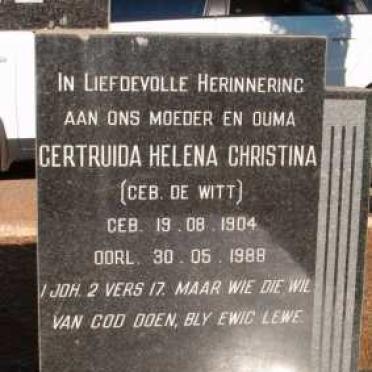 IN LIEFDEVOLLE HERINNERING
AAN ONS MOEDER EN OUMA
GERTRUIDA HELENA CHRISTINA
(GEB. DE WITT)
GEB. 19.08.1904
OORL. 30.05.1988
1 JOH. 2 VERS 17. MAAR WIE DIE WIL
VAN GOD DOEN, BLY EWIG LEWE.